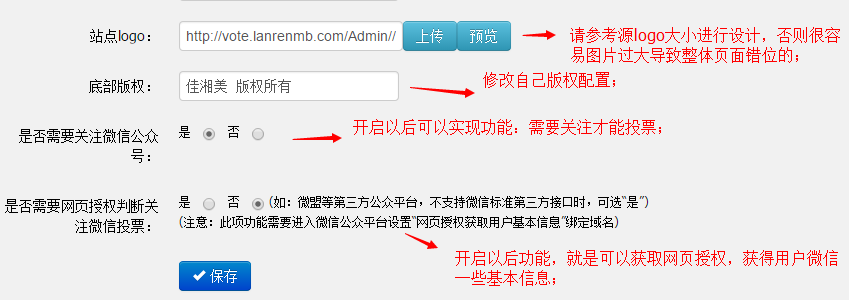 站点logo： http://vote.lanrenmb.com/Admin// 上传 预览 请参考源logo大小进行设计，否则很容
易图片过大导致整体页面错位的；
底部版权： 佳湘美 版权所有 修改自己版权配置；
是否需要关注微信公众 是 否 开启以后可以实现功能：需要关注才能投票；
号：
是否需要网页授权判断关 是 否 (如：微盟等第三方公众平台，不支持微信标准第三方接口时，可选"是")
注微信投票： (注意：此项功能需要进入微信公众平台设置"网页授权获取用户基本信息"绑定域名)
开启以后功能，就是可以获取网页授权，获得用户微信
一些基本信息；
保存